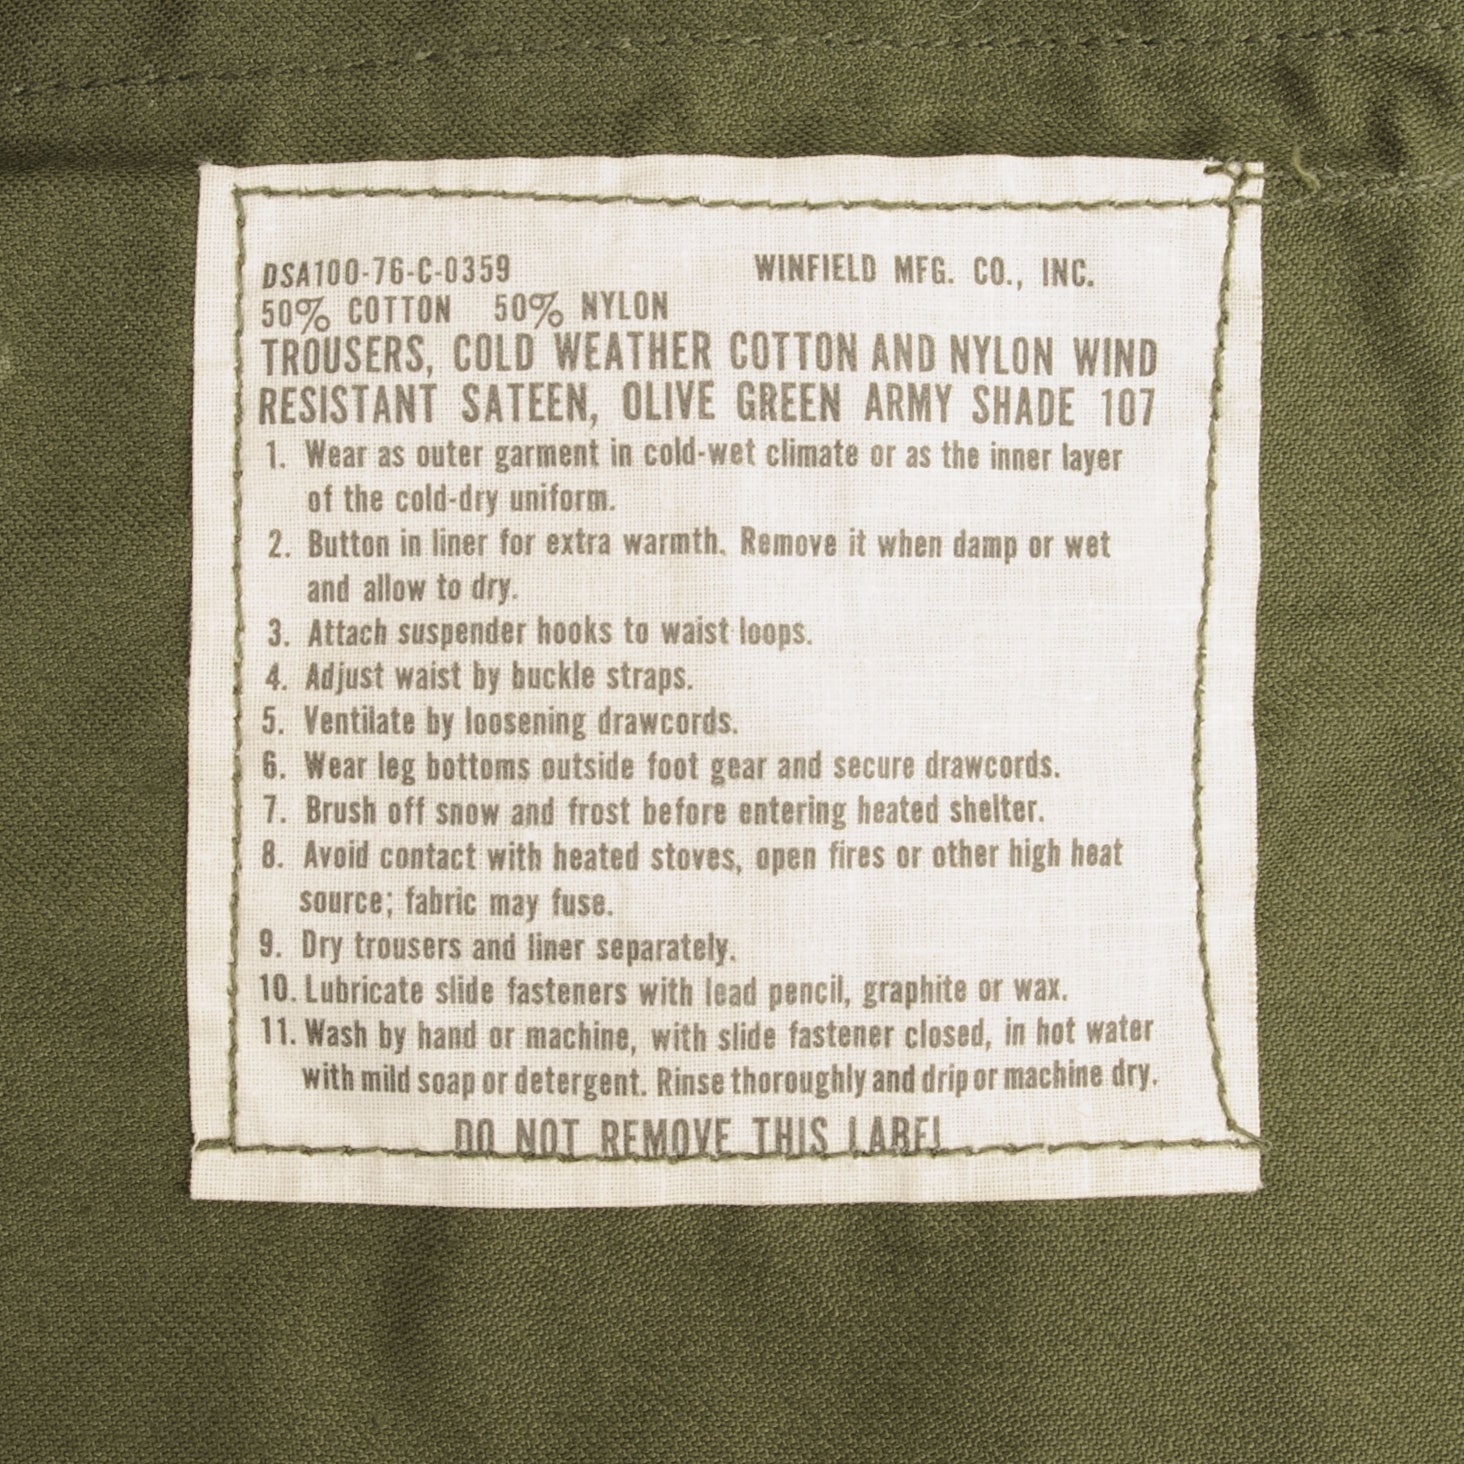 DSA100-76-C-0359 WINFIELD MFG. CO., INC.
50% COTTON 50% NYLON
TROUSERS, COLD WEATHER COTTON AND NYLON WIND
RESISTANT SATEEN, OLIVE GREEN ARMY SHADE 107
1. Wear as outer garment in cold-wet climate or as the inner layer
of the cold-dry uniform.
2. Button in liner for extra warmth. Remove it when damp or wet
and allow to dry.
3. Attach suspender hooks to waist loops.
4. Adjust waist by buckle straps.
5. Ventilate by loosening drawcords.
6. Wear leg bottoms outside foot gear and secure drawcords.
7. Brush off snow and frost before entering heated shelter.
8. Avoid contact with heated stoves, open fires or other high heat
source; fabric may fuse.
9. Dry trousers and liner separately.
10. Lubricate slide fasteners with lead pencil, graphite or wax.
11. Wash by hand or machine, with slide fastener closed, in hot water
with mild soap or detergent. Rinse thoroughly and drip or machine dry.
DO NOT REMOVE THIS LABEL